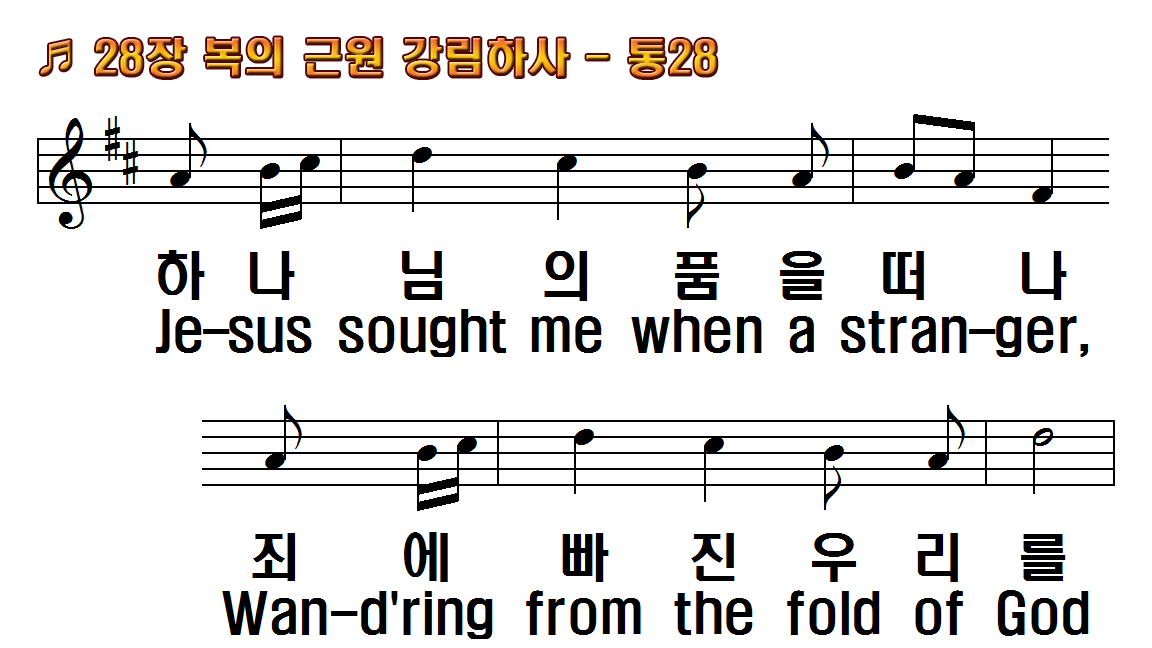 ♬ 28장 복의 근원 강림하사 - 통28
하 나 님 의 품 을 떠 나
Je-sus sought me when a stran-ger,
죄 에 빠 진 우 리 를
Wan-d'ring from the fold of God